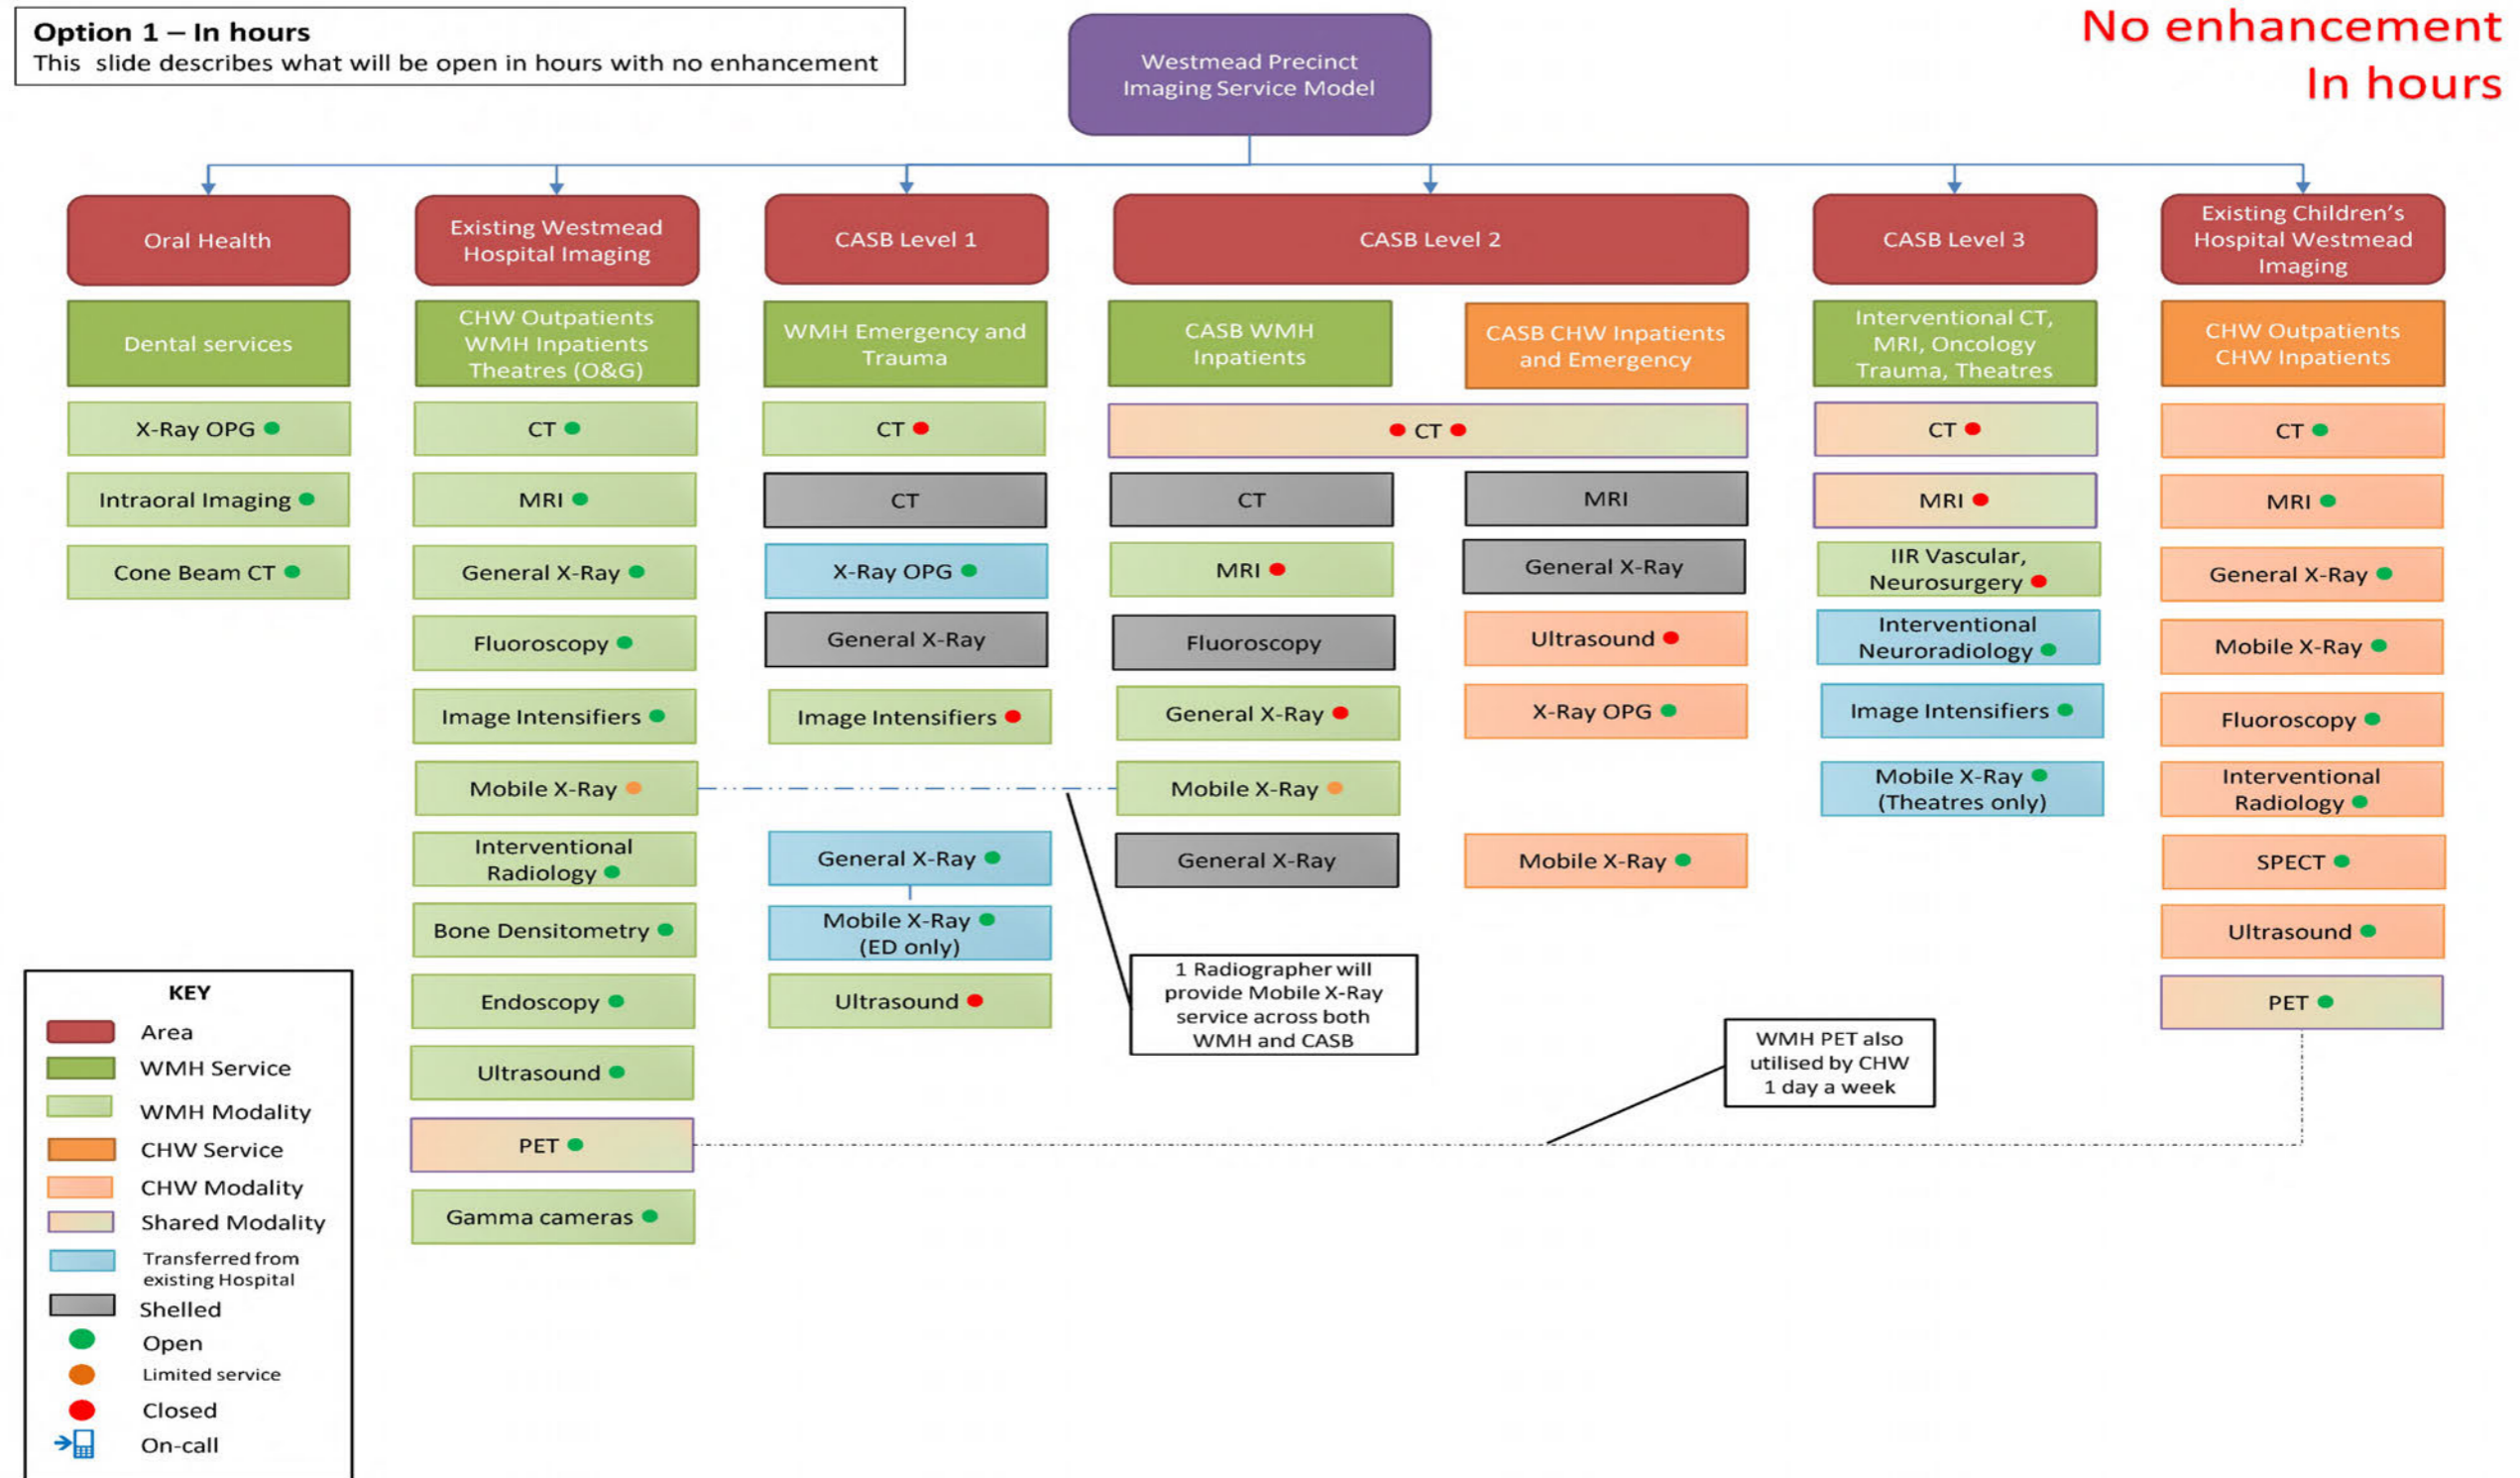 Option 1 – In hours
This slide describes what will be open in hours with no enhancement
No enhancement
In hours
Westmead Precinct
Imaging Service Model
Oral Health
Dental services
X-Ray OPG
Intraoral Imaging
Cone Beam CT
Existing Westmead
Hospital Imaging
CHW Outpatients
WMH Inpatients
Theatres (O&G)
CT
MRI
General X-Ray
Fluoroscopy
Image Intensifiers
Mobile X-Ray
Interventional
Radiology
Bone Densitometry
Endoscopy
Ultrasound
PET
Gamma cameras
CASB Level 1
WMH Emergency and
Trauma
CT
CT
X-Ray OPG
General X-Ray
Image Intensifiers
General X-Ray
Mobile X-Ray
(ED only)
Ultrasound
CASB Level 2
CASB WMH
Inpatients
CASB CHW Inpatients
and Emergency
CT
CT
MRI
Fluoroscopy
General X-Ray
Mobile X-Ray
General X-Ray
MRI
General X-Ray
Ultrasound
X-Ray OPG
Mobile X-Ray
1 Radiographer will
provide Mobile X-Ray
service across both
WMH and CASB
CASB Level 3
Interventional CT,
MRI, Oncology
Trauma, Theatres
CT
MRI
IIR Vascular,
Neurosurgery
Interventional
Neuroradiology
Image Intensifiers
Mobile X-Ray
(Theatres only)
WMH PET also
utilised by CHW
1 day a week
Existing Children’s
Hospital Westmead
Imaging
CHW Outpatients
CHW Inpatients
CT
MRI
General X-Ray
Mobile X-Ray
Fluoroscopy
Interventional
Radiology
SPECT
Ultrasound
PET
KEY
Area
WMH Service
WMH Modality
CHW Service
CHW Modality
Shared Modality
Transferred from
existing Hospital
Shelled
Open
Limited service
Closed
On-call